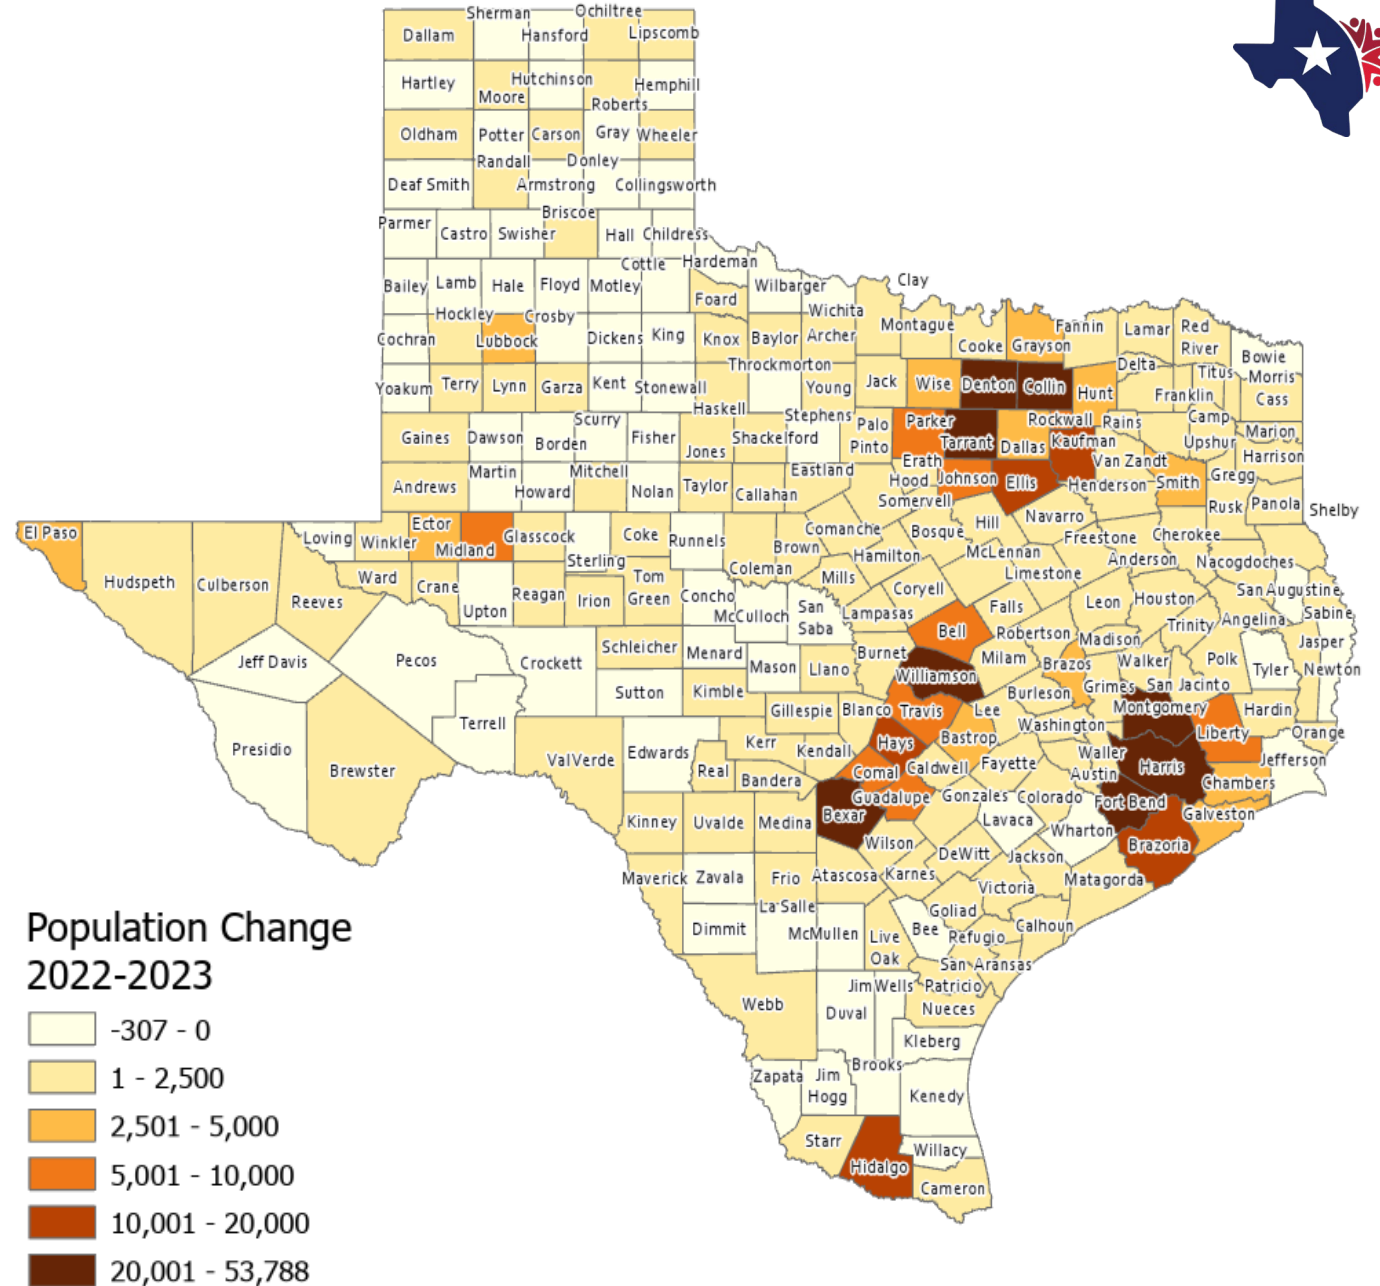 Sherman Ochiltree
Dallam Hansford Lipscomb
Hartley Hutchinson Hemphill
Moore Roberts
Oldham Potter Carson Gray Wheeler
Randall Donley
Deaf Smith Armstrong Collingsworth
Parmer Briscoe
Castro Swisher Hall Childress
Cottle Hardeman
Bailey Lamb Hale Floyd Motley Foard Wilbarger Clay
Hockley Crosby Wichita
Cochran Lubbock Dickens King Knox Baylor Archer Montague Cooke Grayson Fannin Lamar Red
River Bowie
Throckmorton Delta Titus Morris
Yoakum Terry Lynn Garza Kent Stonewall Young Jack Wise Denton Collin Hunt Franklin Cass
Haskell Stephens Camp
Scurry Palo
Pinto Parker Rockwall Rains Marion
Gaines Dawson Borden Fisher Jones Shackelford Tarrant Dallas Kaufman Upshur
Erath Van Zandt Harrison
Martin Mitchell Eastland Hood Johnson Ellis Henderson Smith Gregg
Andrews Howard Nolan Taylor Callahan Somervell Rusk Panola
Shelby
El Paso Loving Winkler Ector Midland Glasscock Coke Runnels Comanche Bosque Hill Navarro
Sterling Brown Freestone Cherokee
Coleman Hamilton McLennan Anderson Nacogdoches
Hudspeth Culberson Reeves Ward Crane Upton Reagan Irion Tom
Green Concho Mills Coryell Limestone
McCulloch San
Saba Lampasas Falls Leon Houston San Augustine
Sabine
Bell Robertson Madison Trinity Angelina
Jeff Davis Pecos Crockett Schleicher Menard Mason Llano Burnet Milam Brazos Walker Polk Tyler Jasper
Newton
Sutton Kimble Williamson Burleson Grimes San Jacinto
Presidio Terrell Gillespie Blanco Travis Lee Washington Montgomery Liberty Hardin
Orange
Brewster Val Verde Edwards Kerr Kendall Hays Bastrop Waller Harris Jefferson
Real Bandera Comal Caldwell Fayette Austin Chambers
Kinney Uvalde Medina Bexar Guadalupe Gonzales Colorado Fort Bend Galveston
Lavaca Wharton
Wilson DeWitt Jackson Brazoria
Maverick Zavala Frio Atascosa Karnes Victoria Matagorda
La Salle Goliad
Dimmit McMullen Live
Oak Bee Refugio Calhoun
San
Patricio Aransas
Webb Duval Jim Wells Nueces
Kleberg
Zapata Jim
Hogg Brooks Kenedy
Starr Hidalgo Willacy
Cameron
Population Change
2022-2023
-307 - 0
1 - 2,500
2,501 - 5,000
5,001 - 10,000
10,001 - 20,000
20,001 - 53,788